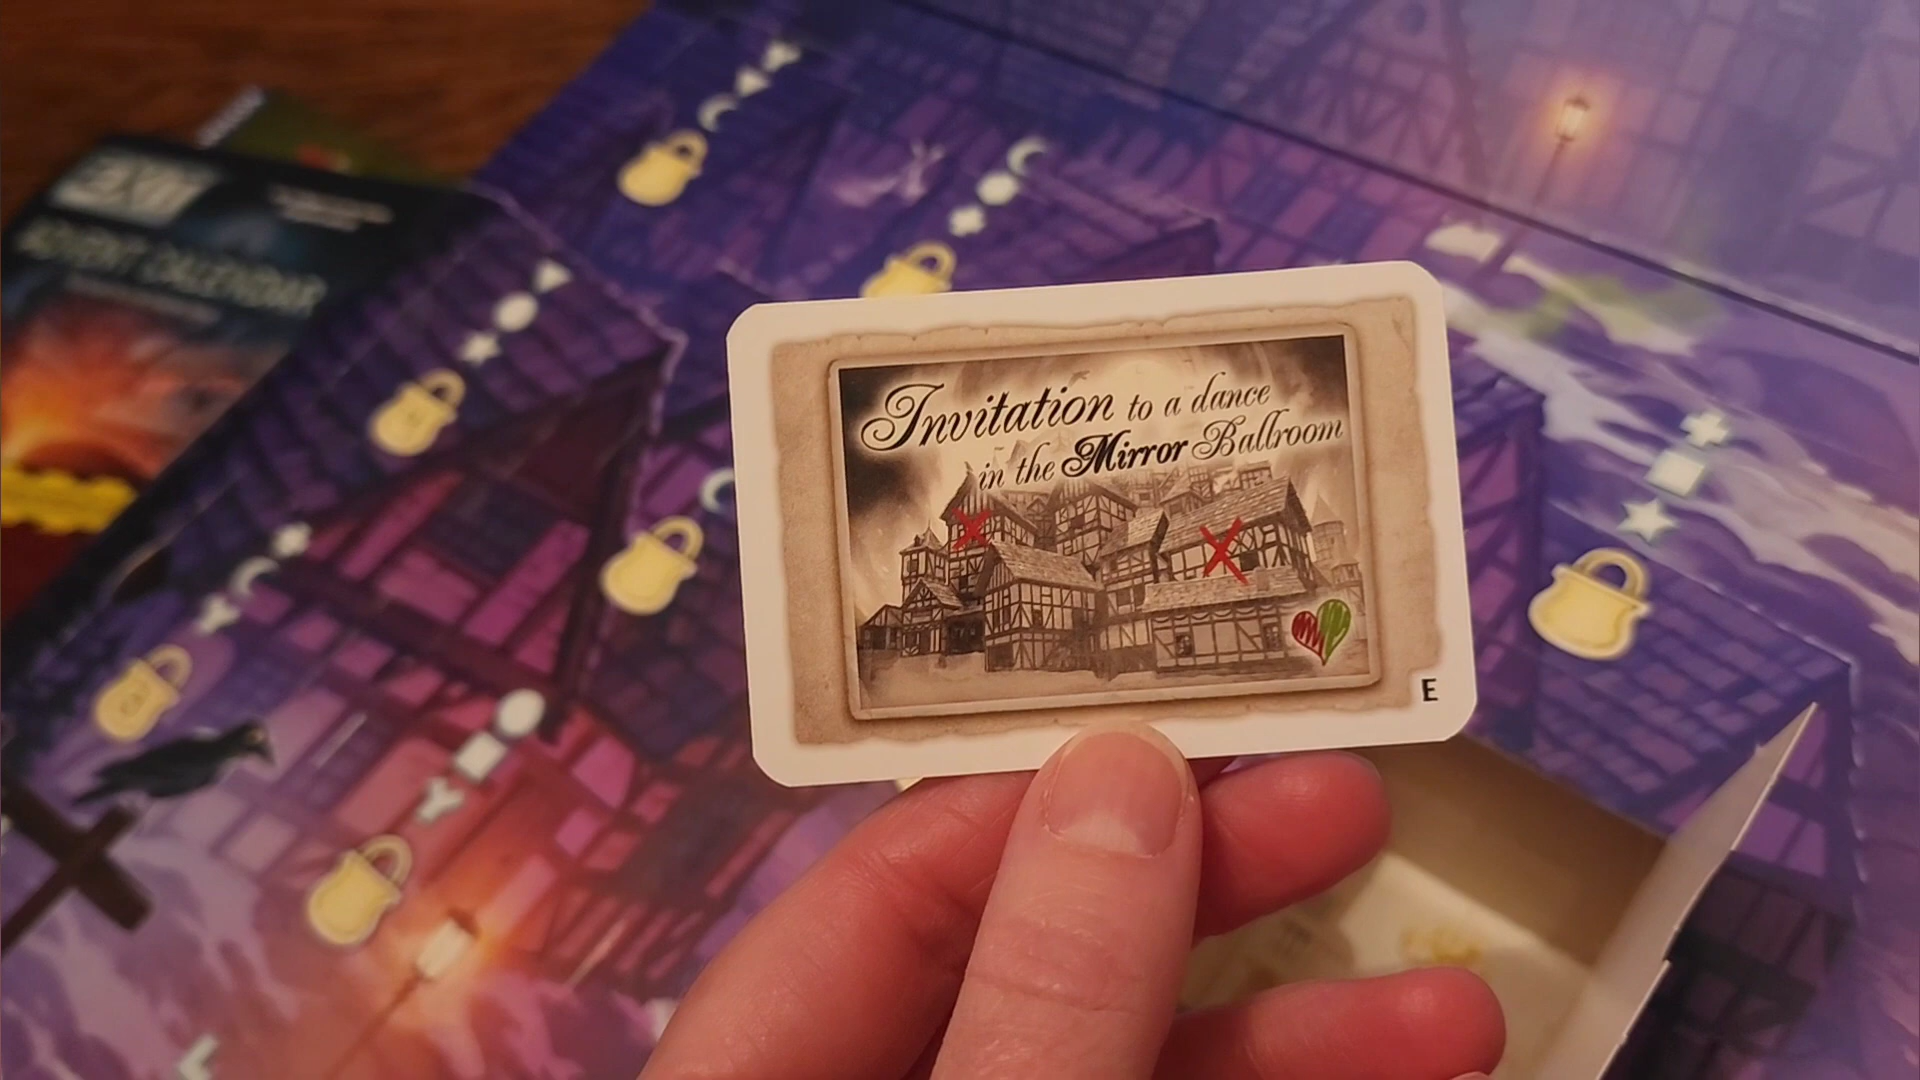 Invitation to a dance
in the Mirror Ballroom
E
ADVENT CALENDAR